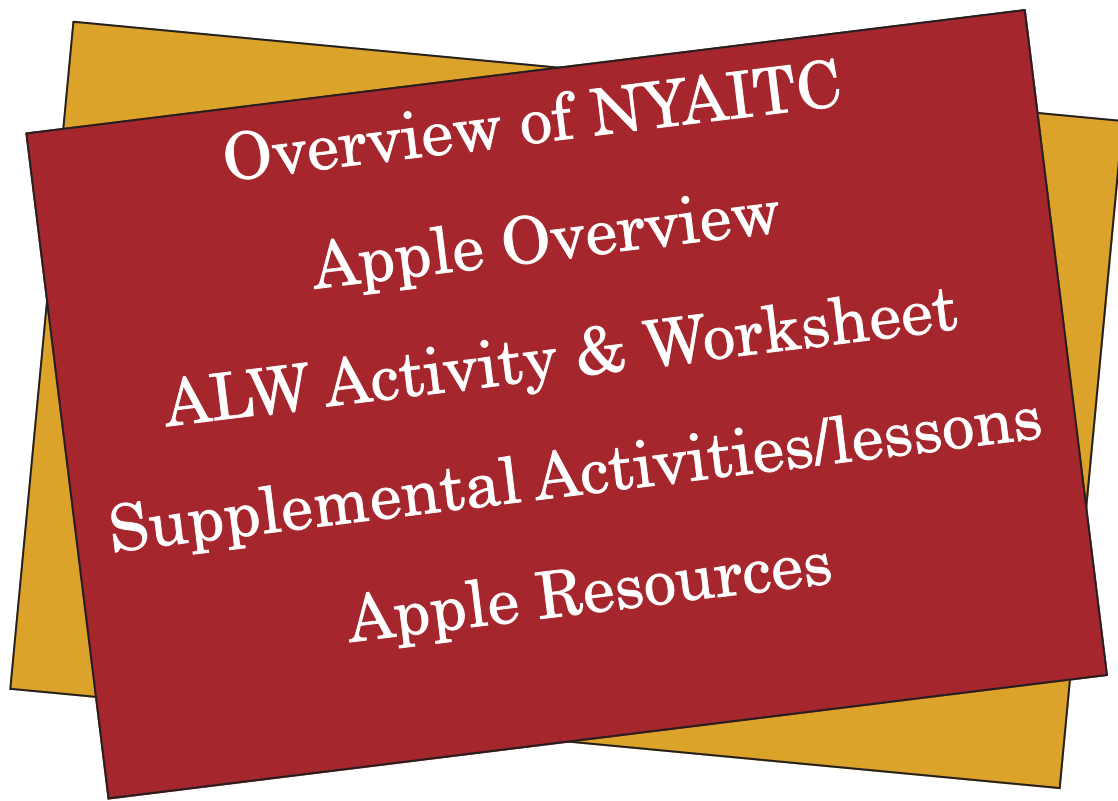 Overview of NYAITC
Apple Overview
ALW Activity & Worksheet
Supplemental Activities/lessons
Apple Resources